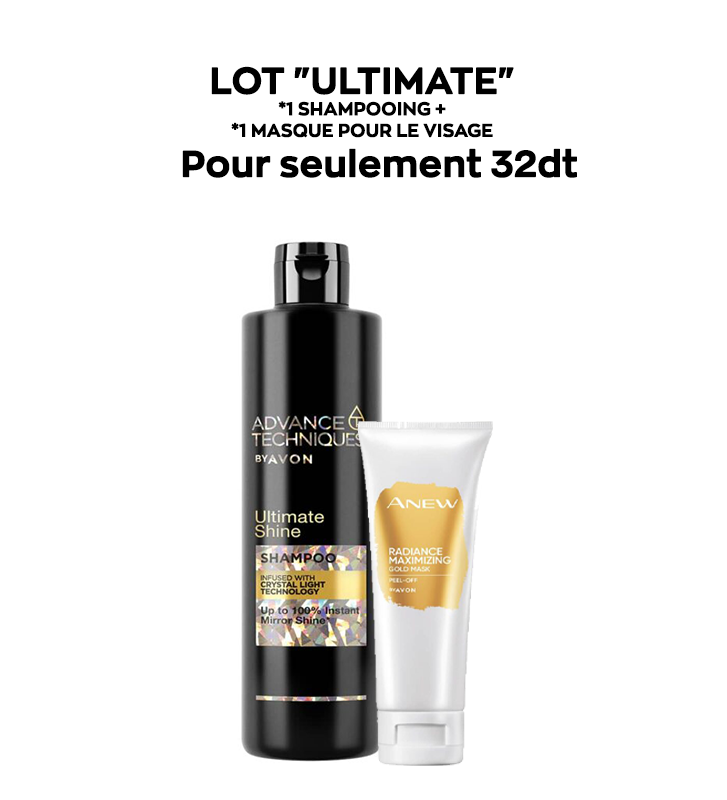 LOT "ULTIMATE"
*1 SHAMPOOING +
*1 MASQUE POUR LE VISAGE
Pour seulement 32dt
ADVANCE
TECHNIQUES
BY AVON
Ultimate
Shine
SHAMPOO
INFUSED WITH
CRYSTAL LIGHT
TECHNOLOGY
Up to 100% Instant
Mirror Shine*
ANEW
RADIANCE
MAXIMIZING
GOLD MASK
PEEL-OFF
BY AVON